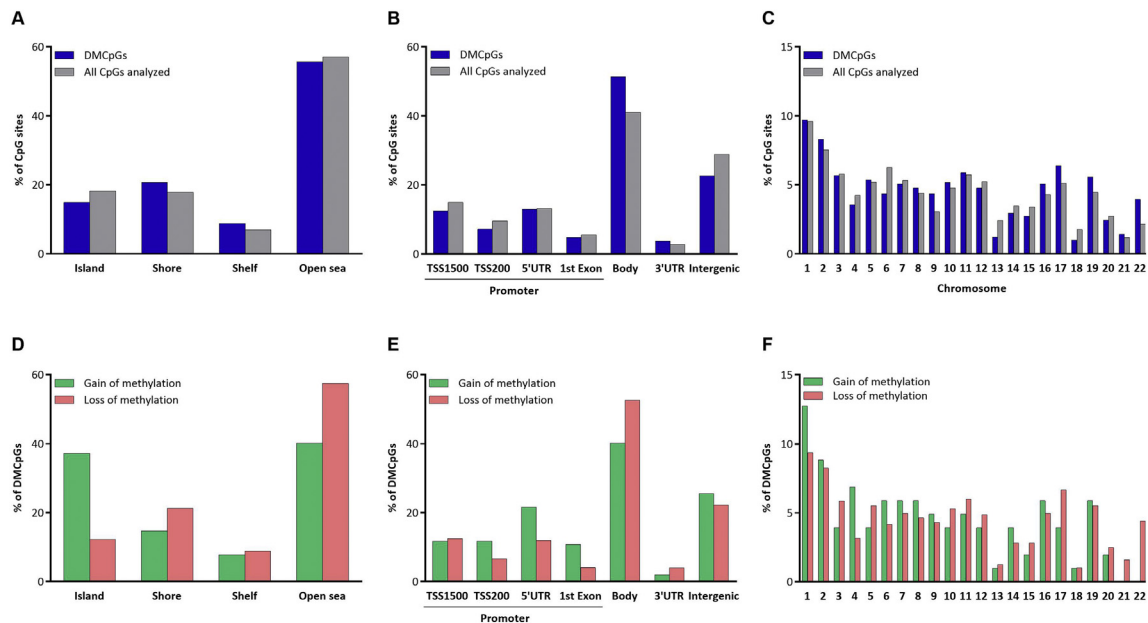 A
DMCpGs
All CpGs analyzed
% of CpG sites
60
40
20
0
Island Shore Shelf Open sea
B
DMCpGs
All CpGs analyzed
% of CpG sites
60
40
20
0
TSS1500 TSS200 5'UTR 1st Exon Body 3'UTR Intergenic
Promoter
C
DMCpGs
All CpGs analyzed
% of CpG sites
15
10
5
0
1 2 3 4 5 6 7 8 9 10 11 12 13 14 15 16 17 18 19 20 21 22
Chromosome
D
Gain of methylation
Loss of methylation
% of DMCpGs
60
40
20
0
Island Shore Shelf Open sea
E
Gain of methylation
Loss of methylation
% of DMCpGs
60
40
20
0
TSS1500 TSS200 5'UTR 1st Exon Body 3'UTR Intergenic
Promoter
F
Gain of methylation
Loss of methylation
% of DMCpGs
15
10
5
0
1 2 3 4 5 6 7 8 9 10 11 12 13 14 15 16 17 18 19 20 21 22